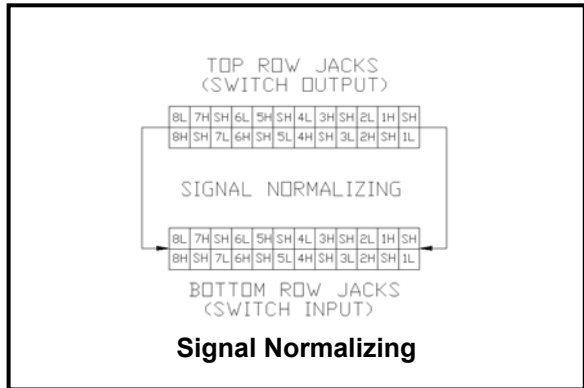 TOP ROW JACKS
(SWITCH OUTPUT)
8L 7H SH 6L 5H SH 4L 3H SH 2L 1H SH
8H SH 7L 6H SH 5L 4H SH 3L 2H SH 1L
SIGNAL NORMALIZING
8L 7H SH 6L 5H SH 4L 3H SH 2L 1H SH
8H SH 7L 6H SH 5L 4H SH 3L 2H SH 1L
BOTTOM ROW JACKS
(SWITCH INPUT)
Signal Normalizing